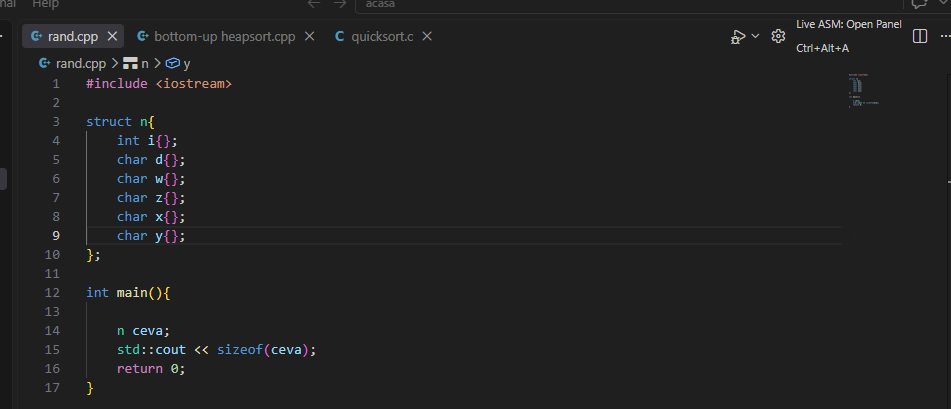 Help
acasa
rand.cpp
bottom-up heapsort.cpp
quicksort.c
Live ASM: Open Panel
Ctrl+Alt+A
rand.cpp > n > y
1 #include <iostream>
2
3 struct n{
4 int i{};
5 char d{};
6 char w{};
7 char z{};
8 char x{};
9 char y{};
10 };
11
12 int main(){
13
14 n ceva;
15 std::cout << sizeof(ceva);
16 return 0;
17 }